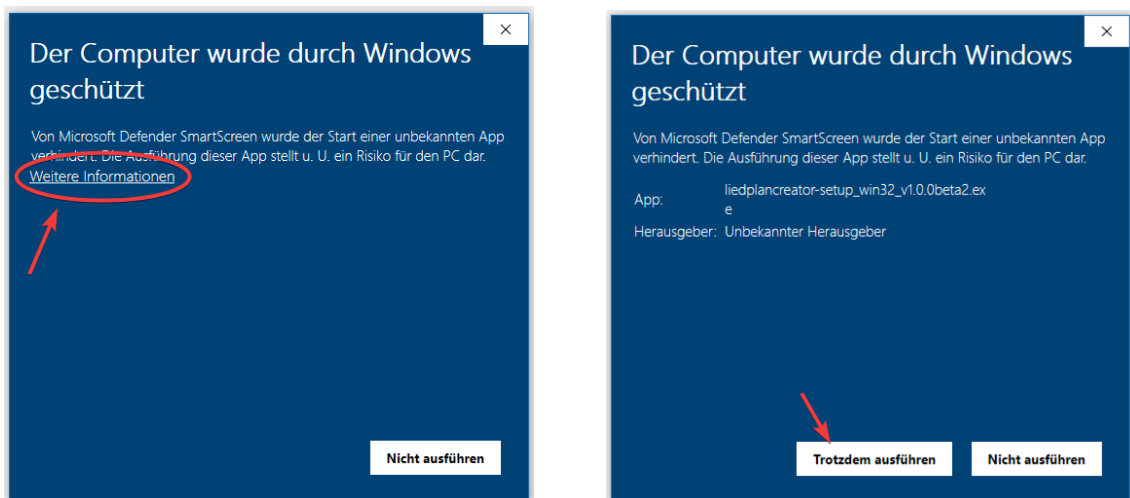 Der Computer wurde durch Windows
geschützt
Von Microsoft Defender SmartScreen wurde der Start einer unbekannten App
verhindert. Die Ausführung dieser App stellt u. U. ein Risiko für den PC dar.
Weitere Informationen
Nicht ausführen
Der Computer wurde durch Windows
geschützt
Von Microsoft Defender SmartScreen wurde der Start einer unbekannten App
verhindert. Die Ausführung dieser App stellt u. U. ein Risiko für den PC dar.
App: liedplancreator-setup_win32_v1.0.0beta2.ex
e
Herausgeber: Unbekannter Herausgeber
Trotzdem ausführen Nicht ausführen